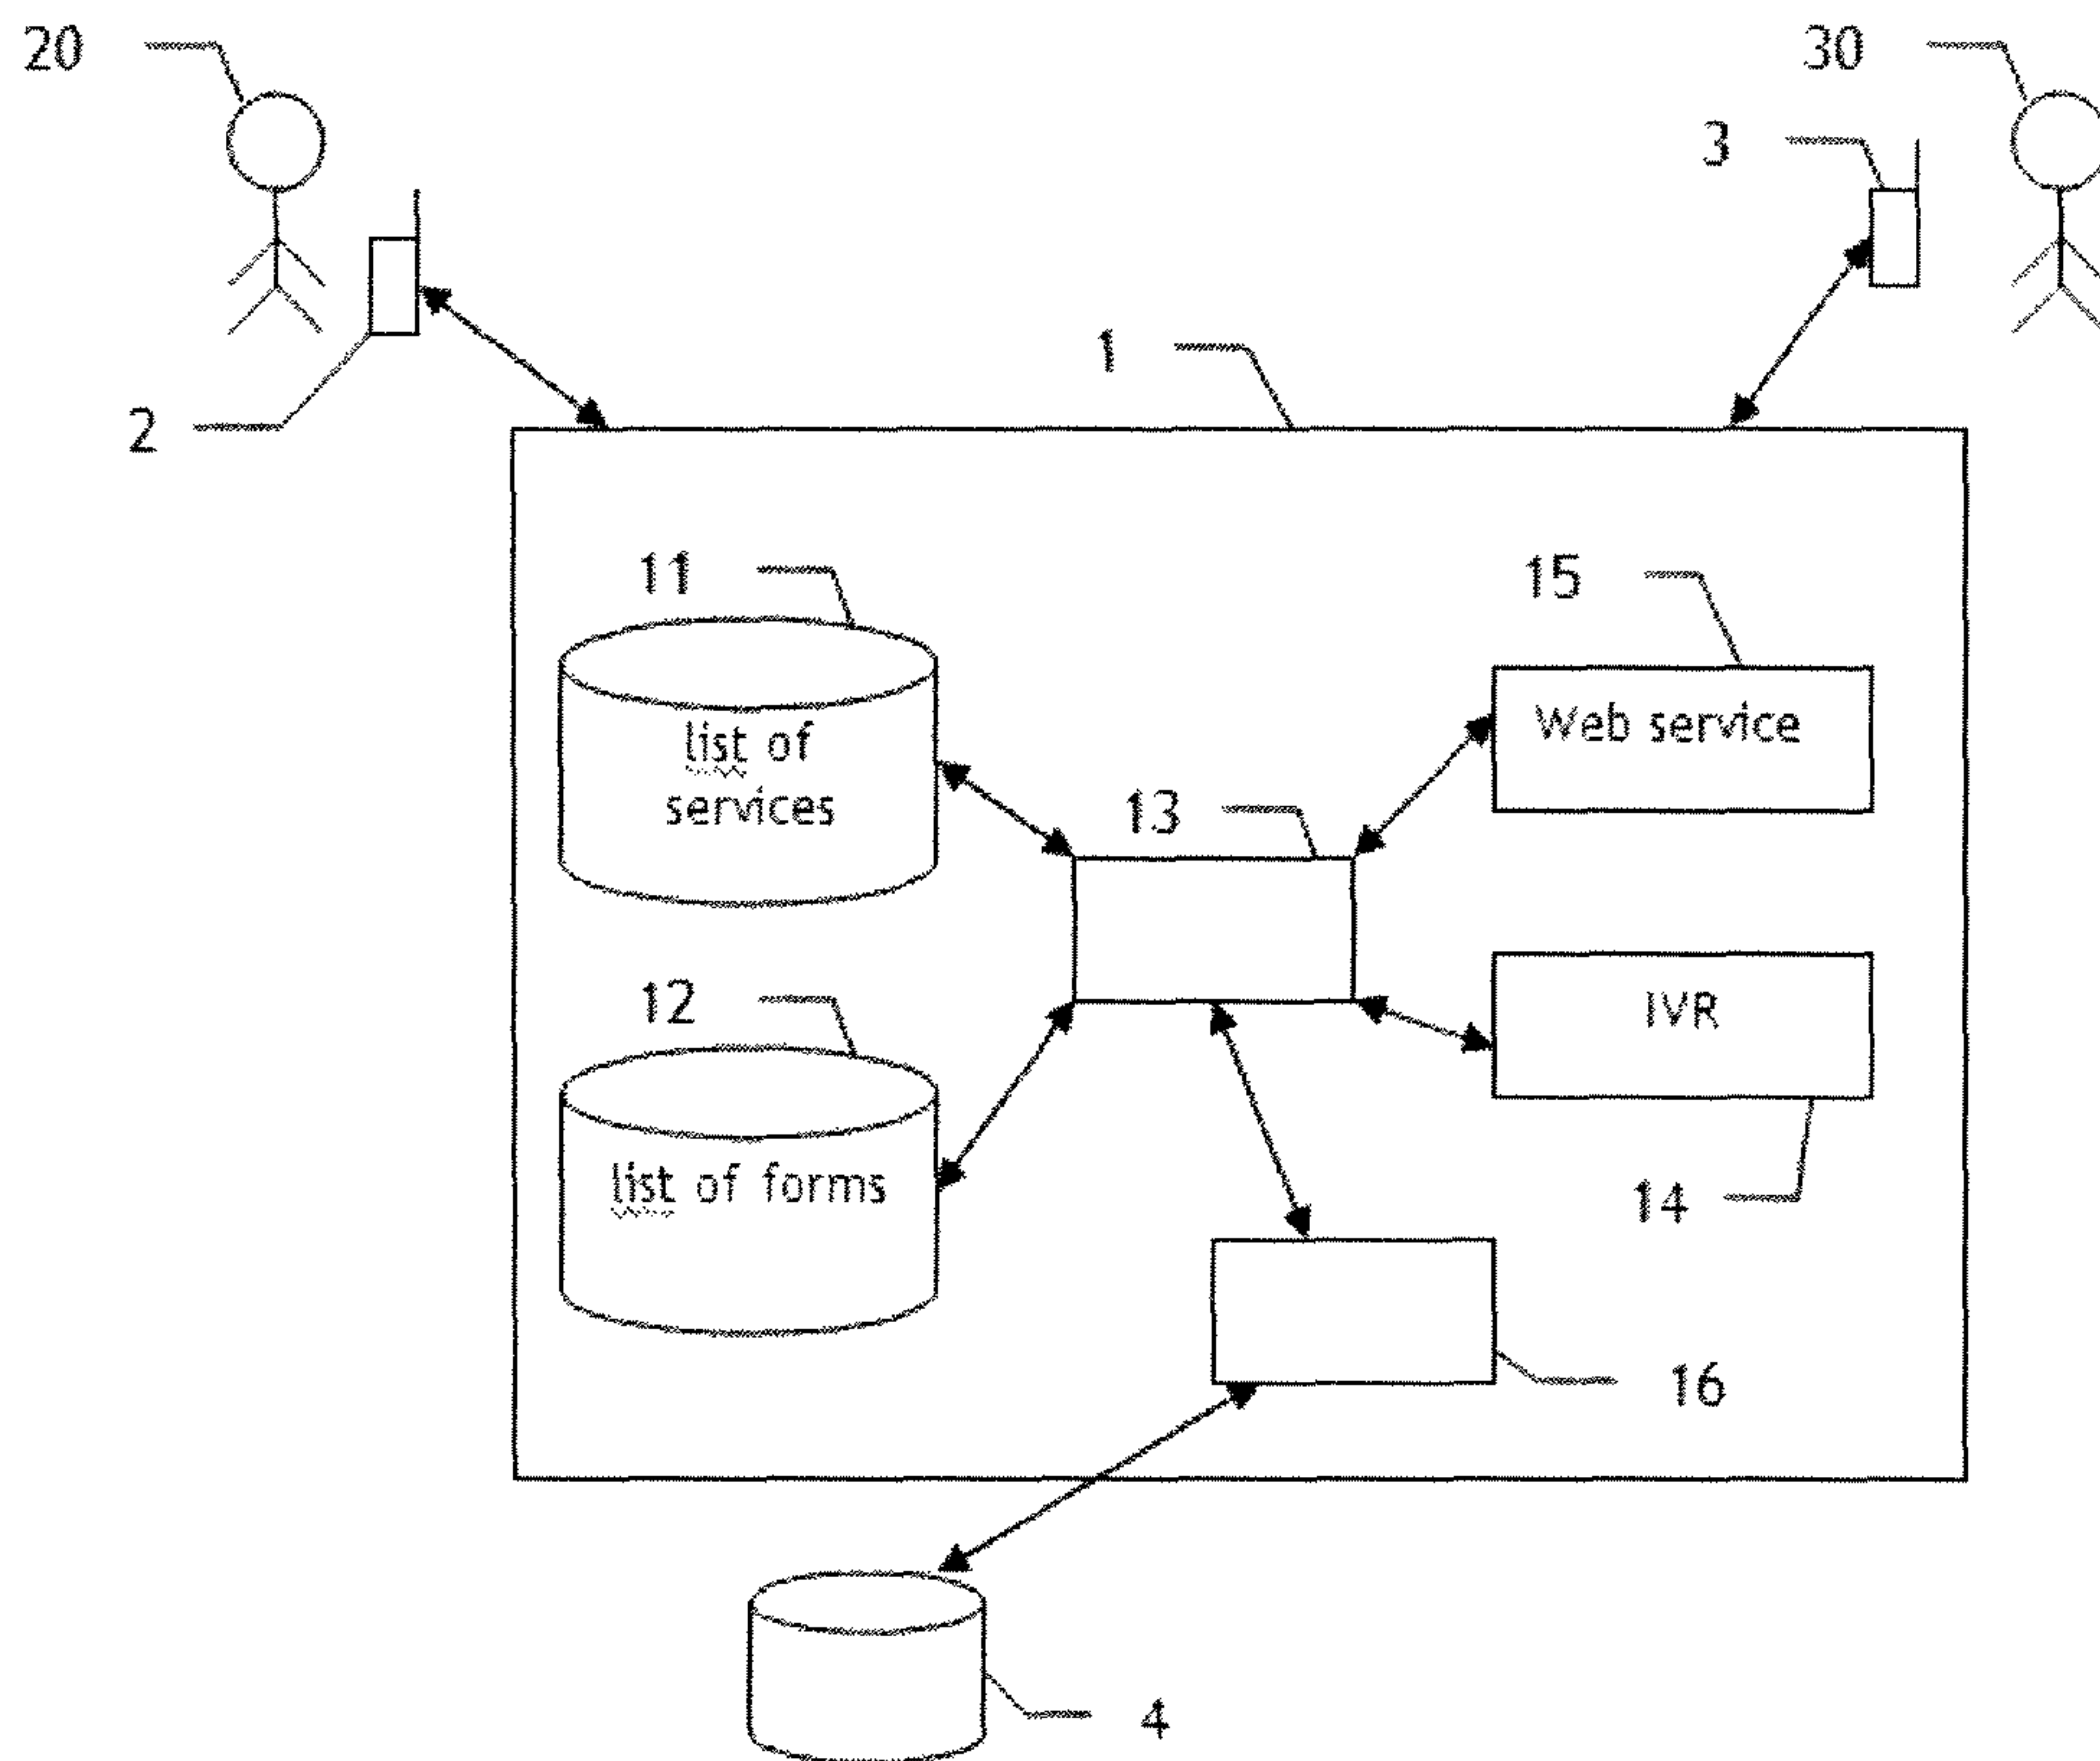 20
30
3
1
2
11
15
list of
services
Web service
13
12
IVR
list of forms
14
16
4